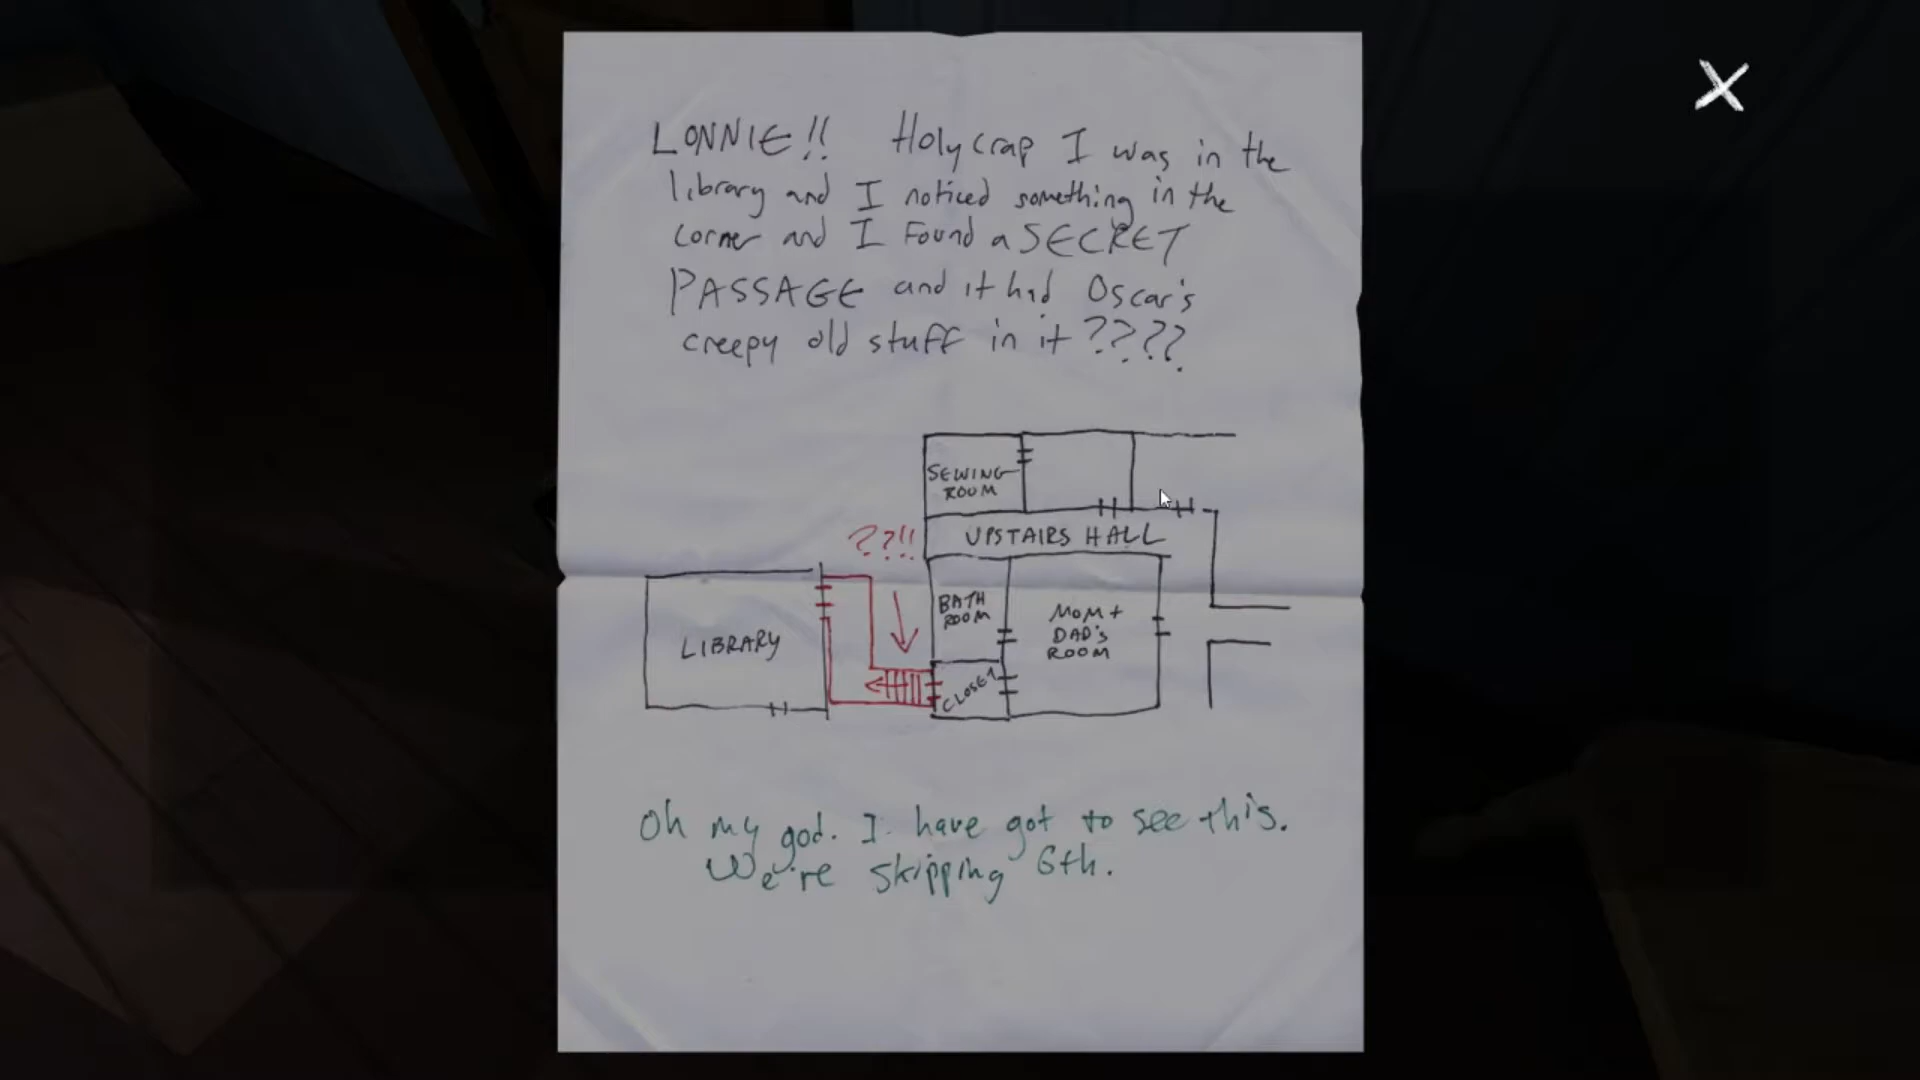 LONNIE!! Holy crap I was in the
library and I noticed something in the
corner and I found a SECRET
PASSAGE and it had Oscar's
creepy old stuff in it ????
SEWING
ROOM
UPSTAIRS HALL
??!!
BATH
ROOM
MOM +
DAD'S
ROOM
LIBRARY
CLOSET
Oh my god. I have got to see this.
We're skipping 6th.